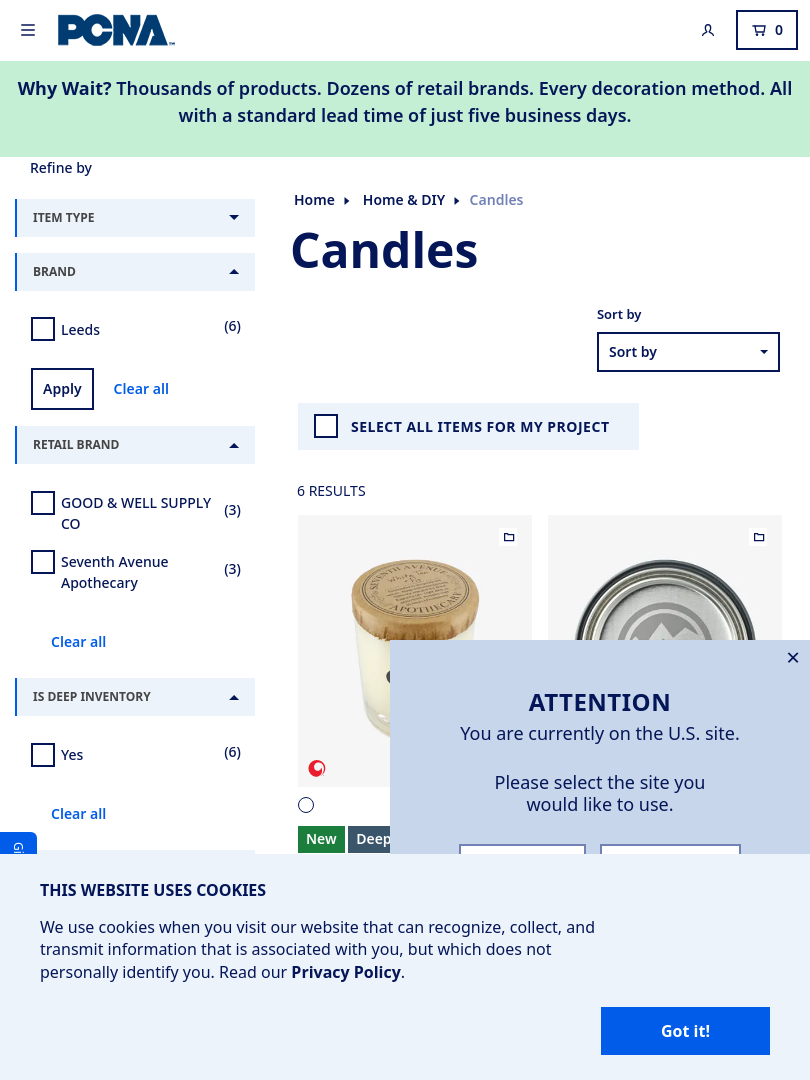 PCNA
0
Why Wait? Thousands of products. Dozens of retail brands. Every decoration method. All
with a standard lead time of just five business days.
Refine by
ITEM TYPE
BRAND
Leeds
(6)
Apply
Clear all
RETAIL BRAND
GOOD & WELL SUPPLY
CO
(3)
Seventh Avenue
Apothecary
(3)
Clear all
IS DEEP INVENTORY
Yes
(6)
Clear all
Home
Home & DIY
Candles
Candles
Sort by
Sort by
SELECT ALL ITEMS FOR MY PROJECT
6 RESULTS
SEVENTH AVENUE
APOTHECARY
New
Deep
ATTENTION
You are currently on the U.S. site.
Please select the site you
would like to use.
THIS WEBSITE USES COOKIES
We use cookies when you visit our website that can recognize, collect, and
transmit information that is associated with you, but which does not
personally identify you. Read our Privacy Policy.
Got it!